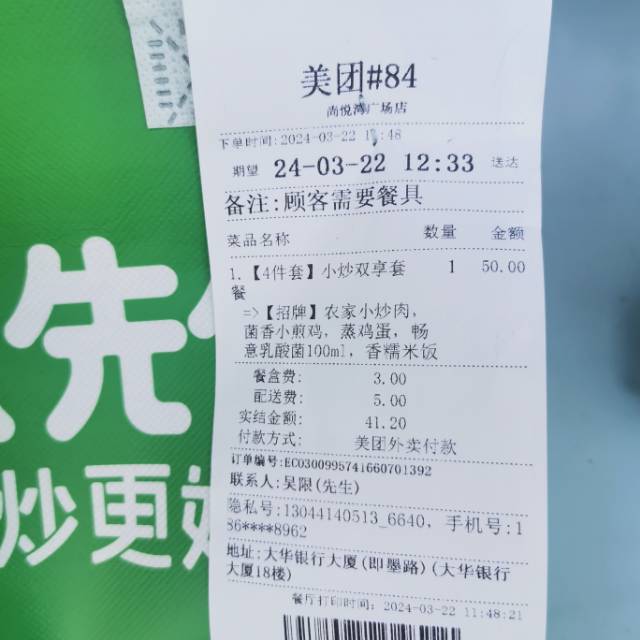 美团#84
尚悦湾广场店
下单时间:2024-03-22 11:48
期望 24-03-22 12:33 送达
备注:顾客需要餐具
菜品名称 数量 金额
1.【4件套】小炒双享套 1 50.00
餐
=>【招牌】农家小炒肉,
菌香小煎鸡, 蒸鸡蛋, 畅
意乳酸菌100ml, 香糯米饭
餐盒费: 3.00
配送费: 5.00
实结金额: 41.20
付款方式: 美团外卖付款
订单编号:EC0300995741660701392
联系人:吴限(先生)
隐私号:13044140513_6640, 手机号:1
86****8962
地址:大华银行大厦(即墨路)(大华银行
大厦18楼)
餐厅打印时间: 2024-03-22 11:48:21
先
炒更